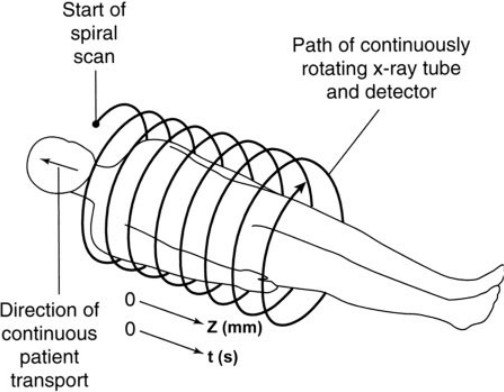 Start of
spiral
scan
Path of continuously
rotating x-ray tube
and detector
Direction of
continuous
patient
transport
0
Z (mm)
0
t (s)